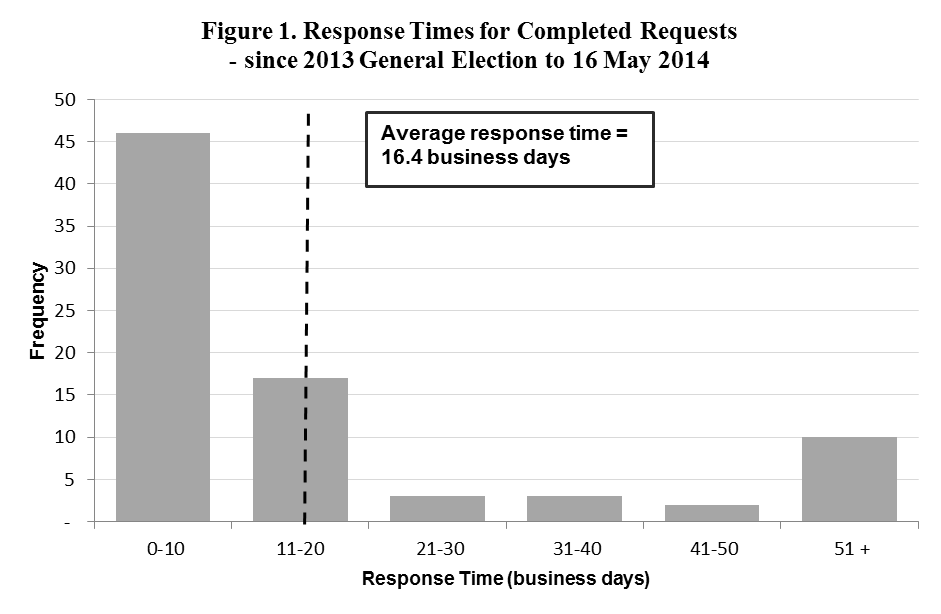 Figure 1. Response Times for Completed Requests
- since 2013 General Election to 16 May 2014
Average response time =
16.4 business days
Frequency
50
45
40
35
30
25
20
15
10
5
-
0-10
11-20
21-30
31-40
41-50
51 +
Response Time (business days)